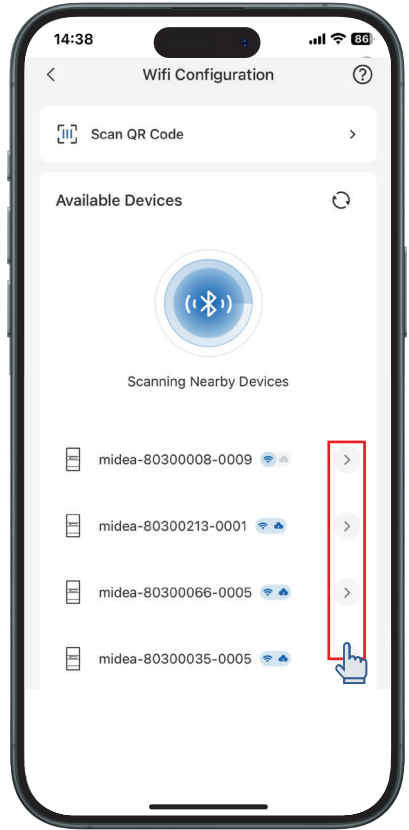 14:38
86
Wifi Configuration
Scan QR Code
Available Devices
Scanning Nearby Devices
midea-80300008-0009
midea-80300213-0001
midea-80300066-0005
midea-80300035-0005